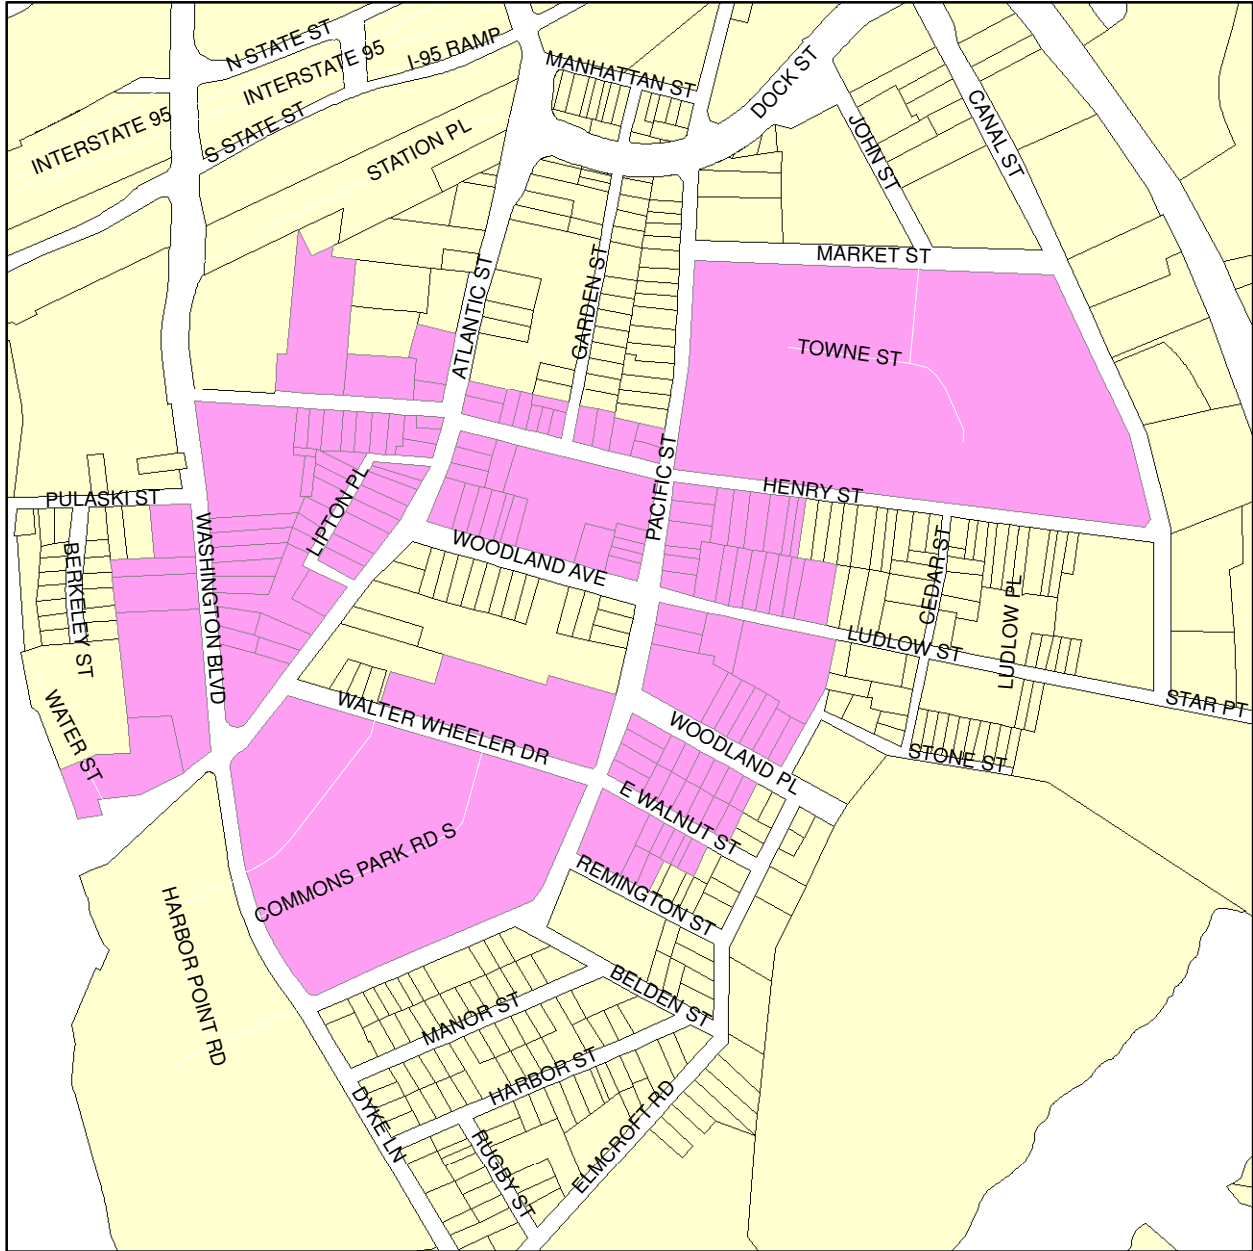 N STATE ST
INTERSTATE 95
I-95 RAMP
MANHATTAN ST
DOCK ST
INTERSTATE 95
S STATE ST
STATION PL
JOHN ST
CANAL ST
MARKET ST
ATLANTIC ST
GARDEN ST
TOWNE ST
PACIFIC ST
HENRY ST
PULASKI ST
LIPTON PL
WASHINGTON BLVD
BERKELEY ST
WOODLAND AVE
CEDAR ST
LUDLOW PL
LUDLOW ST
STAR PT
WATER ST
WALTER WHEELER DR
WOODLAND PL
STONE ST
E WALNUT ST
COMMONS PARK RD S
REMINGTON ST
HARBOR POINT RD
BELDEN ST
MANOR ST
HARBOR ST
DYKE LN
RUGBY ST
ELMCROFT RD